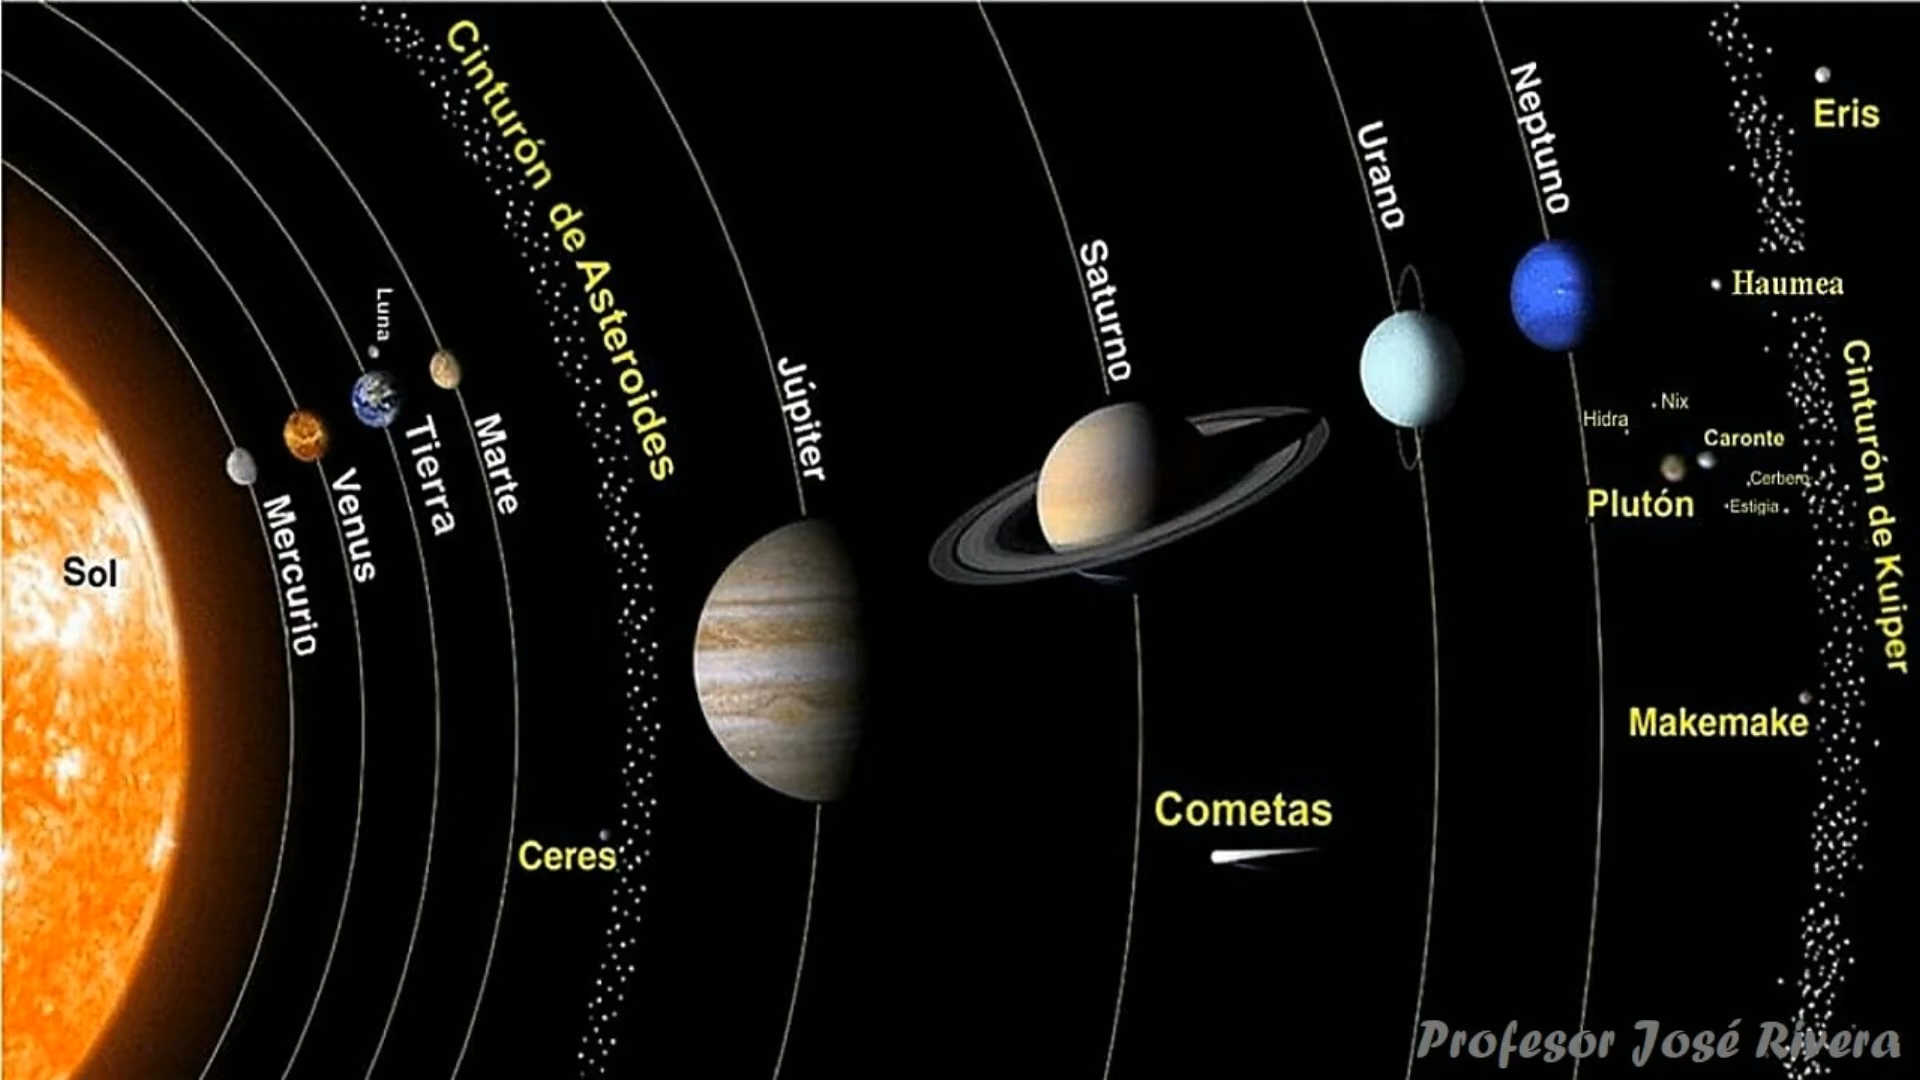 Cinturón de Asteroides
Neptuno
Eris
Urano
Saturno
Haumea
Luna
Cinturón de Kuiper
Júpiter
Nix
Hidra
Caronte
Marte
Tierra
Cerbero
Plutón
Estigia
Venus
Mercurio
Sol
Makemake
Cometas
Ceres
Profesor José Rivera